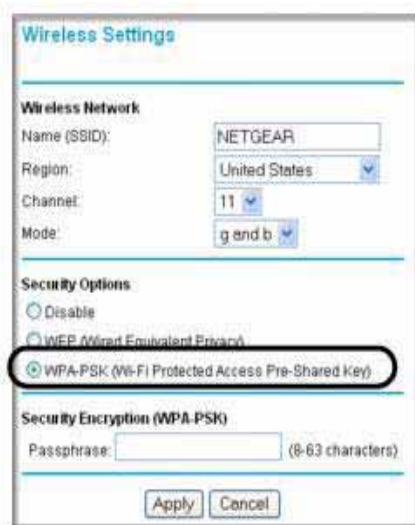 Wireless Settings
Wireless Network
Name (SSID): NETGEAR
Region: United States
Channel: 11
Mode: g and b
Security Options
Disable
WEP (Wired Equivalent Privacy)
WPA-PSK (Wi-Fi Protected Access Pre-Shared Key)
Security Encryption (WPA-PSK)
Passphrase: (8-63 characters)
Apply Cancel